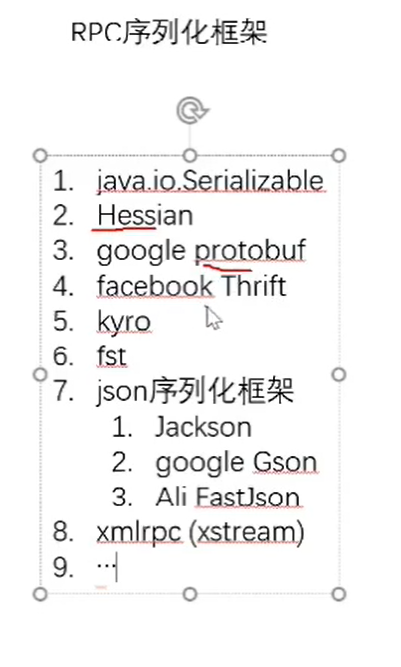 RPC序列化框架
1. java.io.Serializable
2. Hessian
3. google protobuf
4. facebook Thrift
5. kyro
6. fst
7. json序列化框架
1. Jackson
2. google Gson
3. Ali FastJson
8. xmlrpc (xstream)
9. ...